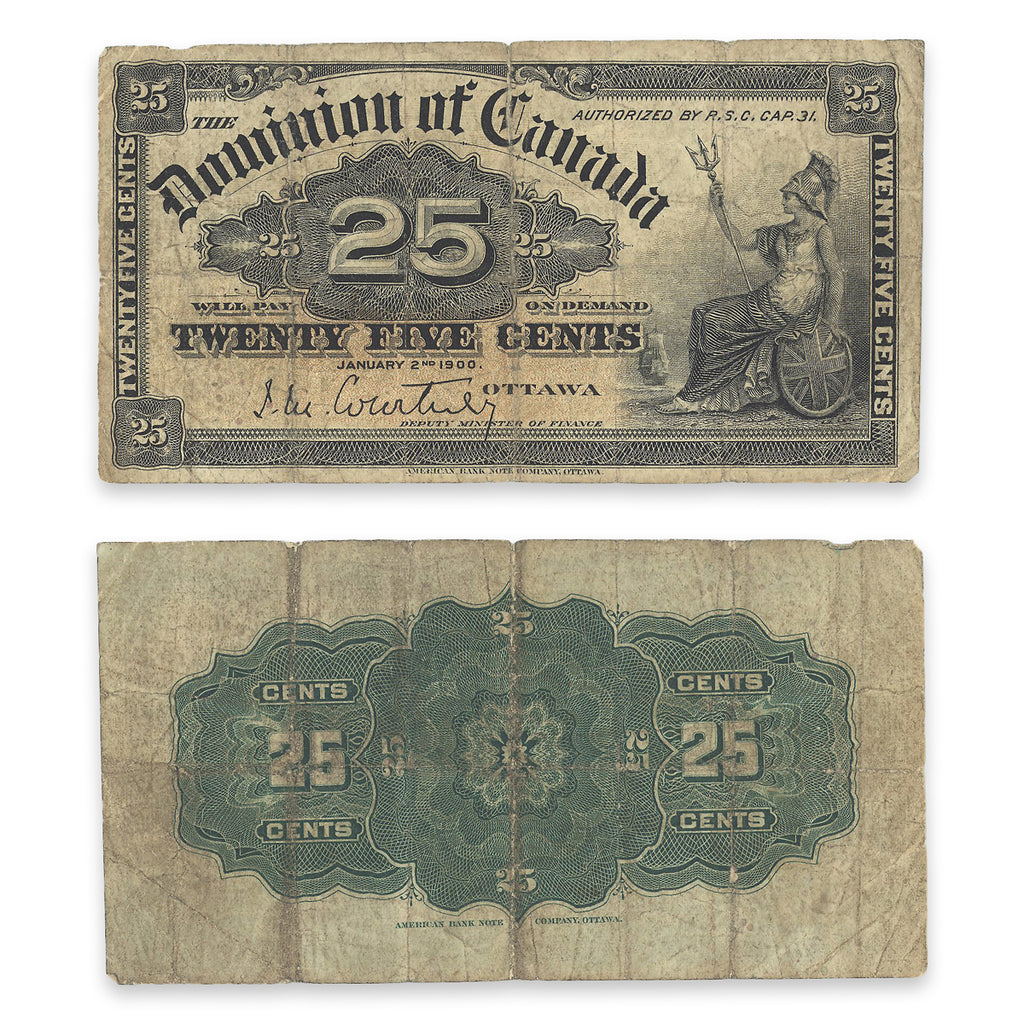 25
25
THE
Dominion of Canada
AUTHORIZED BY R.S.C. CAP. 31.
TWENTY FIVE CENTS
TWENTY FIVE CENTS
25
25
25
WILL PAY
ON DEMAND
TWENTY FIVE CENTS
JANUARY 2ND 1900.
J. M. Courtney
OTTAWA
DEPUTY MINISTER OF FINANCE
25
AMERICAN BANK NOTE COMPANY, OTTAWA.
25
CENTS
CENTS
25
25
25
25
CENTS
CENTS
25
AMERICAN BANK NOTE COMPANY, OTTAWA.